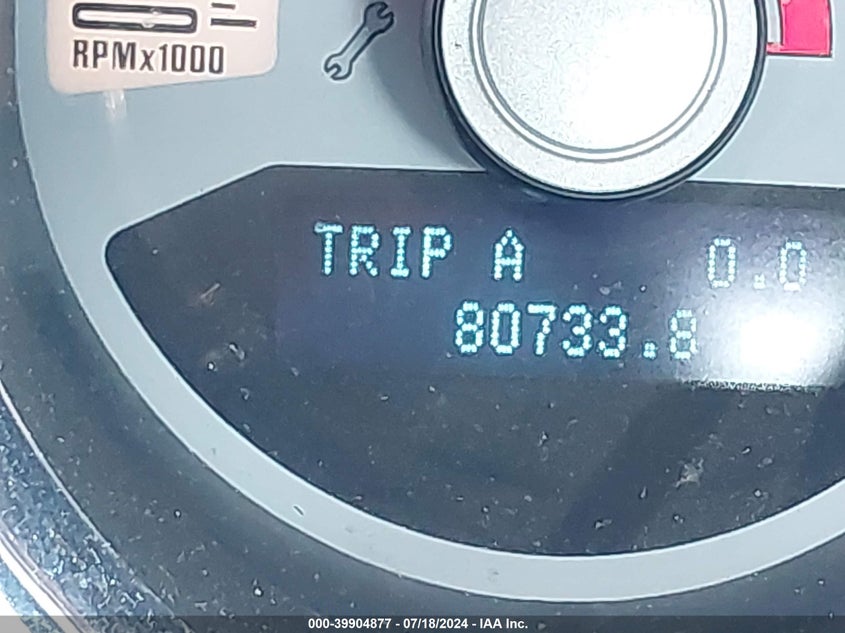 RPMx1000
TRIP A 0.0
80733.8
000-39904877 - 07/18/2024 - IAA Inc.